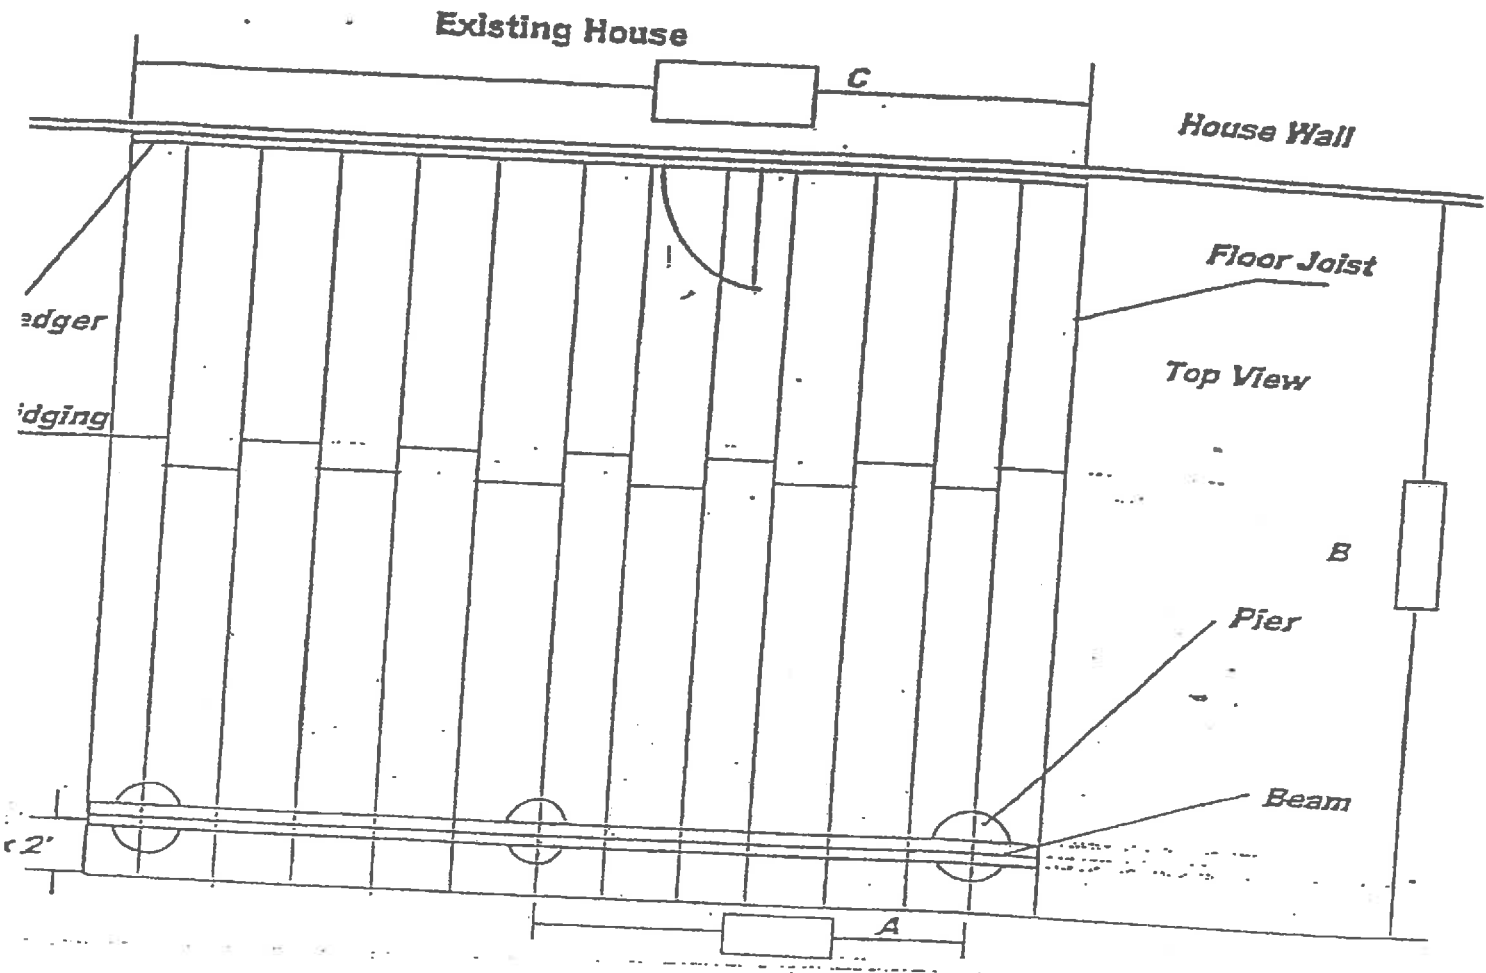 Existing House
C
House Wall
Floor Joist
edger
Top View
idging
B
Pier
Beam
2'
A